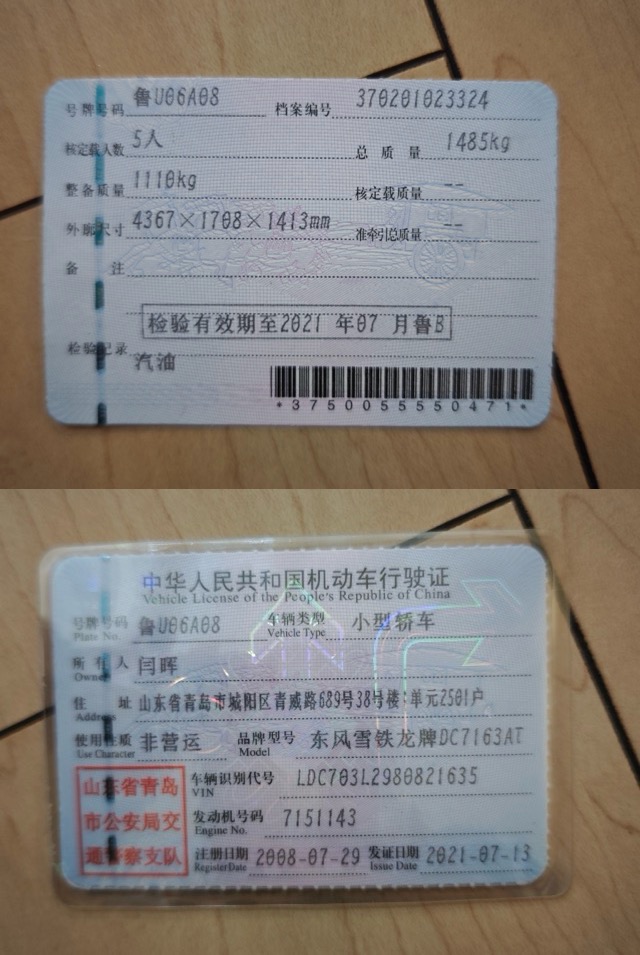 号牌号码 鲁U06A08 档案编号 370201023324
核定载人数 5人 总质量 1485kg
整备质量 1110kg 核定载质量 --
外廓尺寸 4367×1708×1413mm 准牵引总质量 --
备注
检验有效期至2021 年07 月鲁B
检验记录
汽油
*3750055550471*
中华人民共和国机动车行驶证
Vehicle License of the People's Republic of China
号牌号码 鲁U06A08 车辆类型 小型轿车
Plate No. Vehicle Type
所有人 闫晖
Owner
住址 山东省青岛市城阳区青威路689号38号楼 单元2501户
Address
使用性质 非营运 品牌型号 东风雪铁龙牌DC7163AT
Use Character Model
山东省青岛
市公安局交
通警察支队
车辆识别代号 LDC703L2980821635
VIN
发动机号码 7151143
Engine No.
注册日期 2008-07-29 发证日期 2021-07-13
Register Date Issue Date